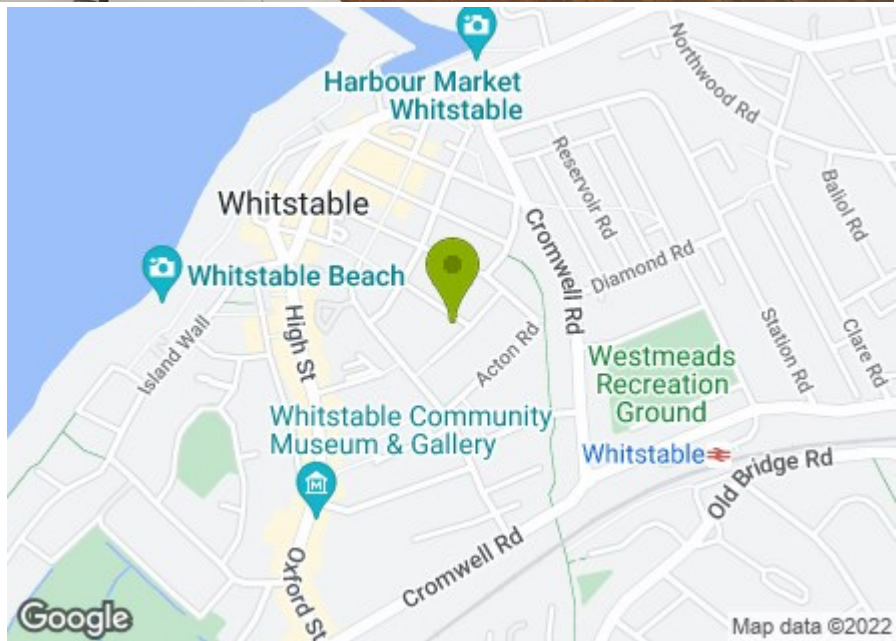 Harbour Market
Whitstable
Northwood Rd
Reservoir Rd
Baliol Rd
Whitstable
Cromwell Rd
Diamond Rd
Whitstable Beach
High St
Island Wall
Acton Rd
Station Rd
Clare Rd
Westmeads
Recreation
Ground
Whitstable Community
Museum & Gallery
M
Whitstable
Old Bridge Rd
Oxford St
Cromwell Rd
Google
Map data ©2022